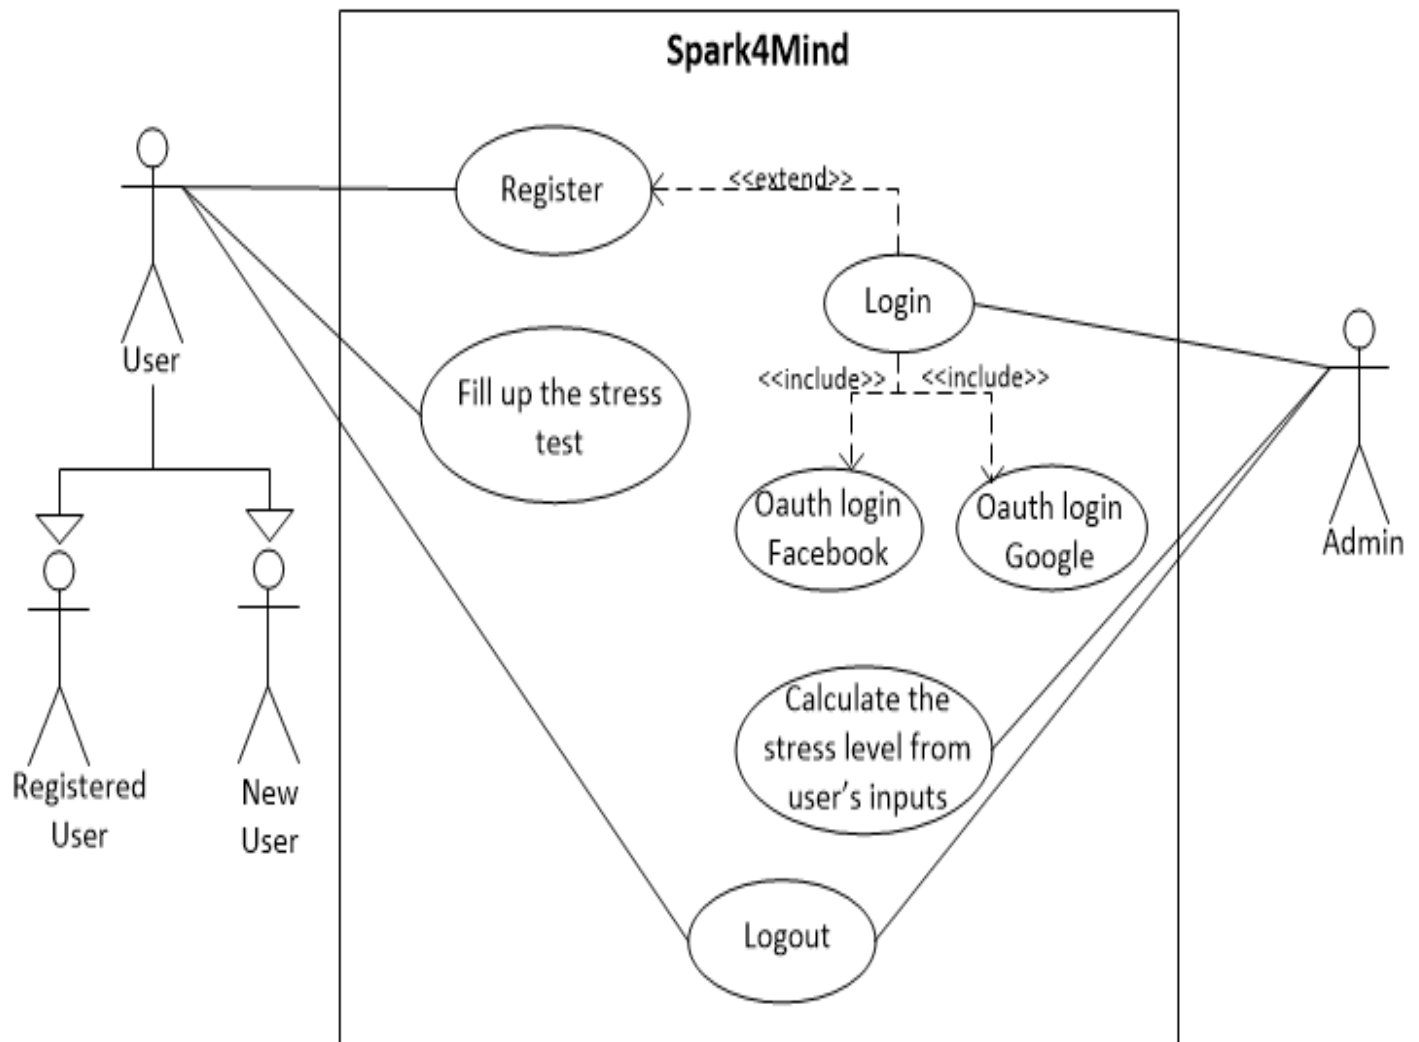 Spark4Mind
Register
<<extend>>
Login
User
<<include>>
<<include>>
Fill up the stress
test
Oauth login
Facebook
Oauth login
Google
Admin
Registered
User
New
User
Calculate the
stress level from
user's inputs
Logout